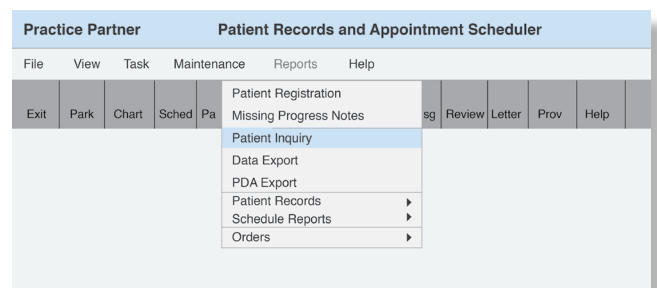 Practice Partner Patient Records and Appointment Scheduler
File View Task Maintenance Reports Help
Exit Park Chart Sched Pa sg Review Letter Prov Help
Patient Registration
Missing Progress Notes
Patient Inquiry
Data Export
PDA Export
Patient Records
Schedule Reports
Orders